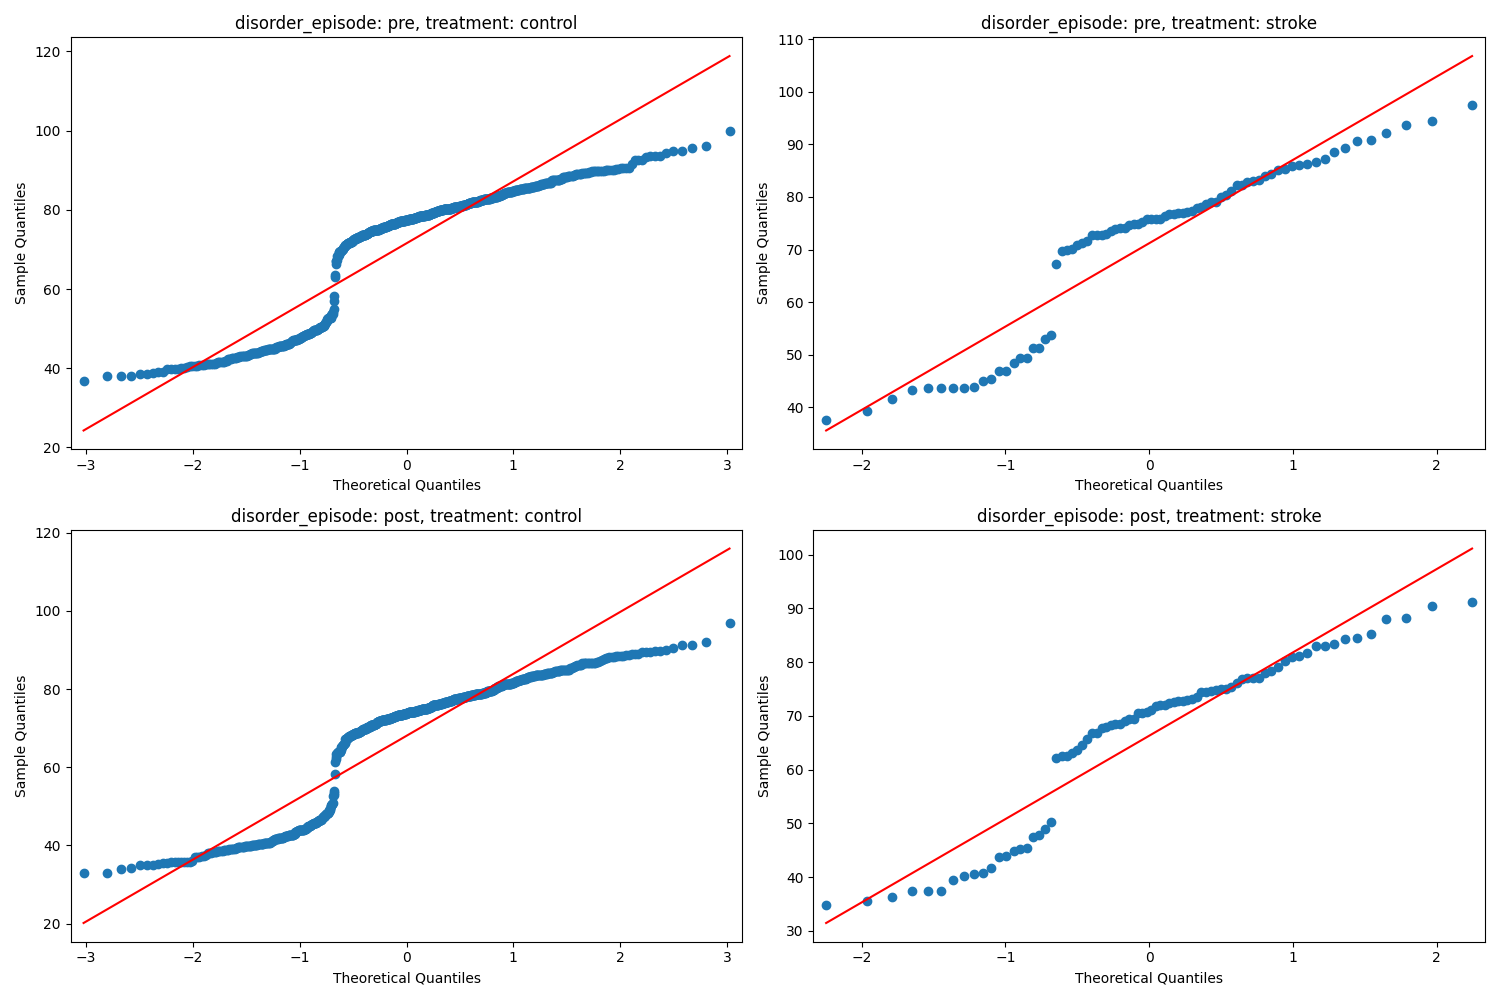 disorder_episode: pre, treatment: control
120
100
80
60
40
20
Sample Quantiles
−3 −2 −1 0 1 2 3
Theoretical Quantiles
disorder_episode: pre, treatment: stroke
110
100
90
80
70
60
50
40
Sample Quantiles
−2 −1 0 1 2
Theoretical Quantiles
disorder_episode: post, treatment: control
120
100
80
60
40
20
Sample Quantiles
−3 −2 −1 0 1 2 3
Theoretical Quantiles
disorder_episode: post, treatment: stroke
100
90
80
70
60
50
40
30
Sample Quantiles
−2 −1 0 1 2
Theoretical Quantiles